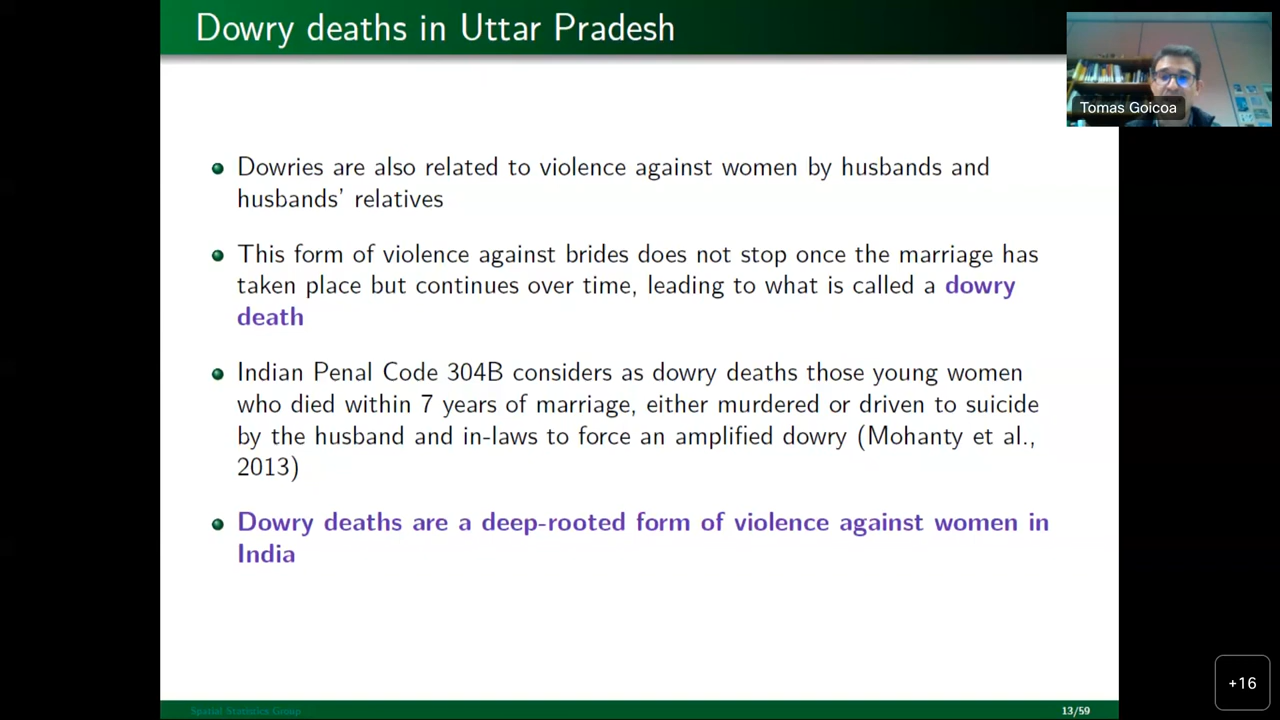 Dowry deaths in Uttar Pradesh
Tomas Goicoa
Dowries are also related to violence against women by husbands and
husbands' relatives
This form of violence against brides does not stop once the marriage has
taken place but continues over time, leading to what is called a dowry
death
Indian Penal Code 304B considers as dowry deaths those young women
who died within 7 years of marriage, either murdered or driven to suicide
by the husband and in-laws to force an amplified dowry (Mohanty et al.,
2013)
Dowry deaths are a deep-rooted form of violence against women in
India
+16
Spatial Statistics Group
13/59